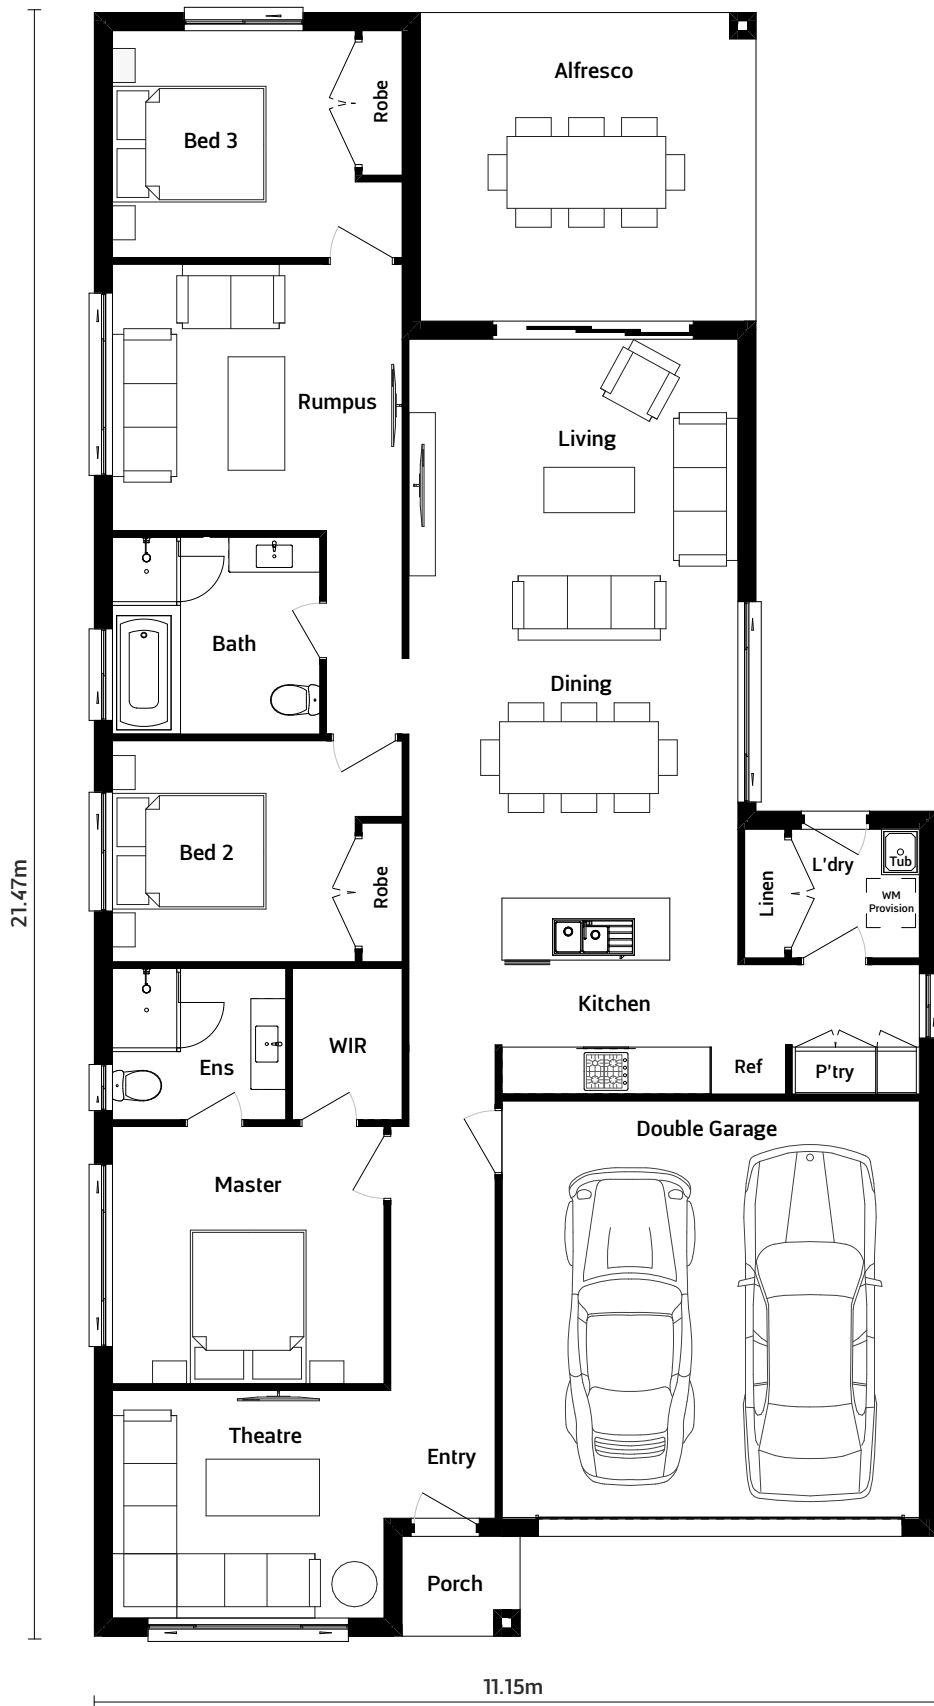 Alfresco
Bed 3
Robe
Rumpus
Living
Bath
Dining
Bed 2
Robe
Linen
L'dry
Tub
WM
Provision
Kitchen
Ens
WIR
Ref
P'try
Double Garage
Master
Theatre
Entry
Porch
21.47m
11.15m